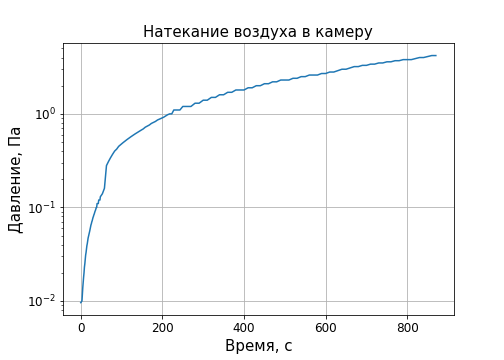 Натекание воздуха в камеру
Давление, Па
10⁰
10⁻¹
10⁻²
0 200 400 600 800
Время, с